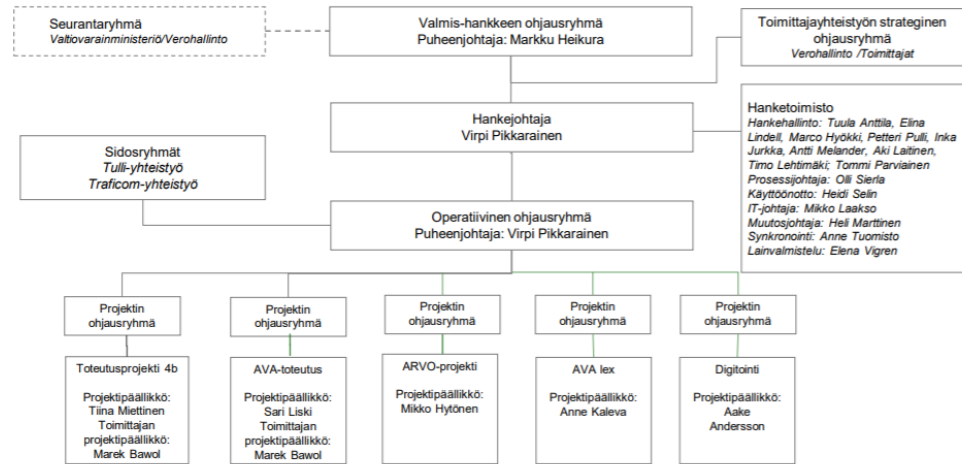 Seurantaryhmä
Valtiovarainministeriö/Verohallinto
Valmis-hankkeen ohjausryhmä
Puheenjohtaja: Markku Heikura
Toimittajayhteistyön strateginen
ohjausryhmä
Verohallinto /Toimittajat
Hankejohtaja
Virpi Pikkarainen
Hanketoimisto
Hankehallinto: Tuula Anttila, Elina
Lindell, Marco Hyökki, Petteri Pulli, Inka
Jurkka, Antti Melander, Aki Laitinen,
Timo Lehtimäki; Tommi Parviainen
Prosessijohtaja: Olli Sierla
Käyttöönotto: Heidi Selin
IT-johtaja: Mikko Laakso
Muutosjohtaja: Heli Marttinen
Synkronointi: Anne Tuomisto
Lainvalmistelu: Elena Vigren
Sidosryhmät
Tulli-yhteistyö
Traficom-yhteistyö
Operatiivinen ohjausryhmä
Puheenjohtaja: Virpi Pikkarainen
Projektin
ohjausryhmä
Projektin
ohjausryhmä
Projektin
ohjausryhmä
Projektin
ohjausryhmä
Projektin
ohjausryhmä
Toteutusprojekti 4b
Projektipäällikkö:
Tiina Miettinen
Toimittajan
projektipäällikkö:
Marek Bawol
AVA-toteutus
Projektipäällikkö:
Sari Liski
Toimittajan
projektipäällikkö:
Marek Bawol
ARVO-projekti
Projektipäällikkö:
Mikko Hytönen
AVA lex
Projektipäällikkö:
Anne Kaleva
Digitointi
Projektipäällikkö:
Aake
Andersson